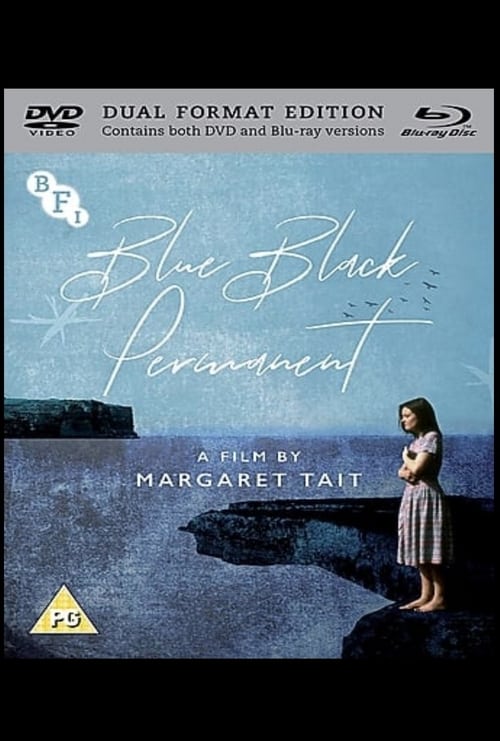 DVD
VIDEO
DUAL FORMAT EDITION
Contains both DVD and Blu-ray versions
Blu-ray Disc™
BFI
Blue Black
Permanent
A FILM BY
MARGARET TAIT
PG